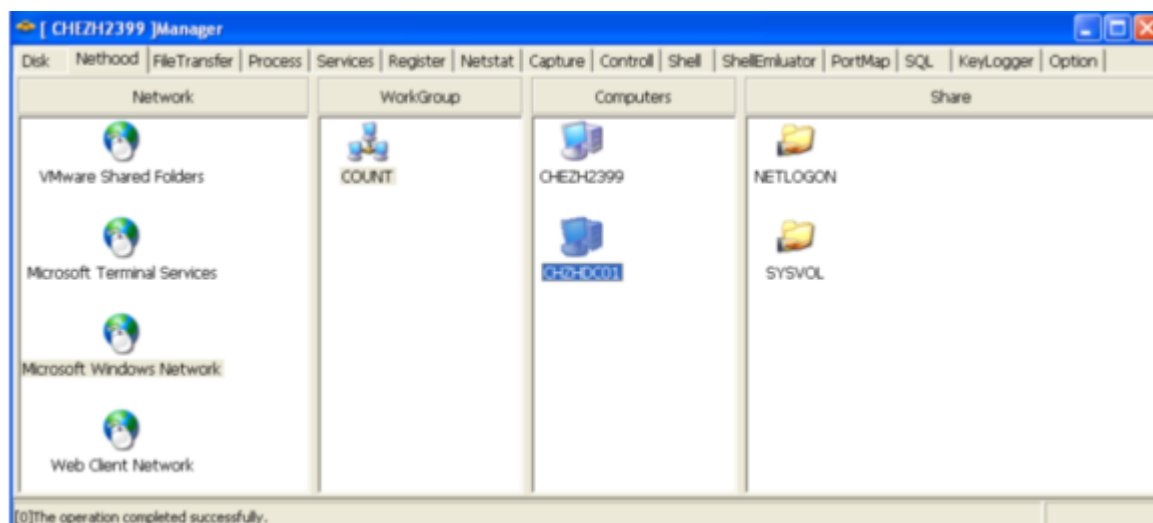 [ CHEZH2399 ]Manager
Disk Nethood FileTransfer Process Services Register Netstat Capture Controll Shell ShellEmluator PortMap SQL KeyLogger Option
Network WorkGroup Computers Share
VMware Shared Folders COUNT CHEZH2399 NETLOGON
Microsoft Terminal Services CHZHDC01 SYSVOL
Microsoft Windows Network
Web Client Network
[0]The operation completed successfully.